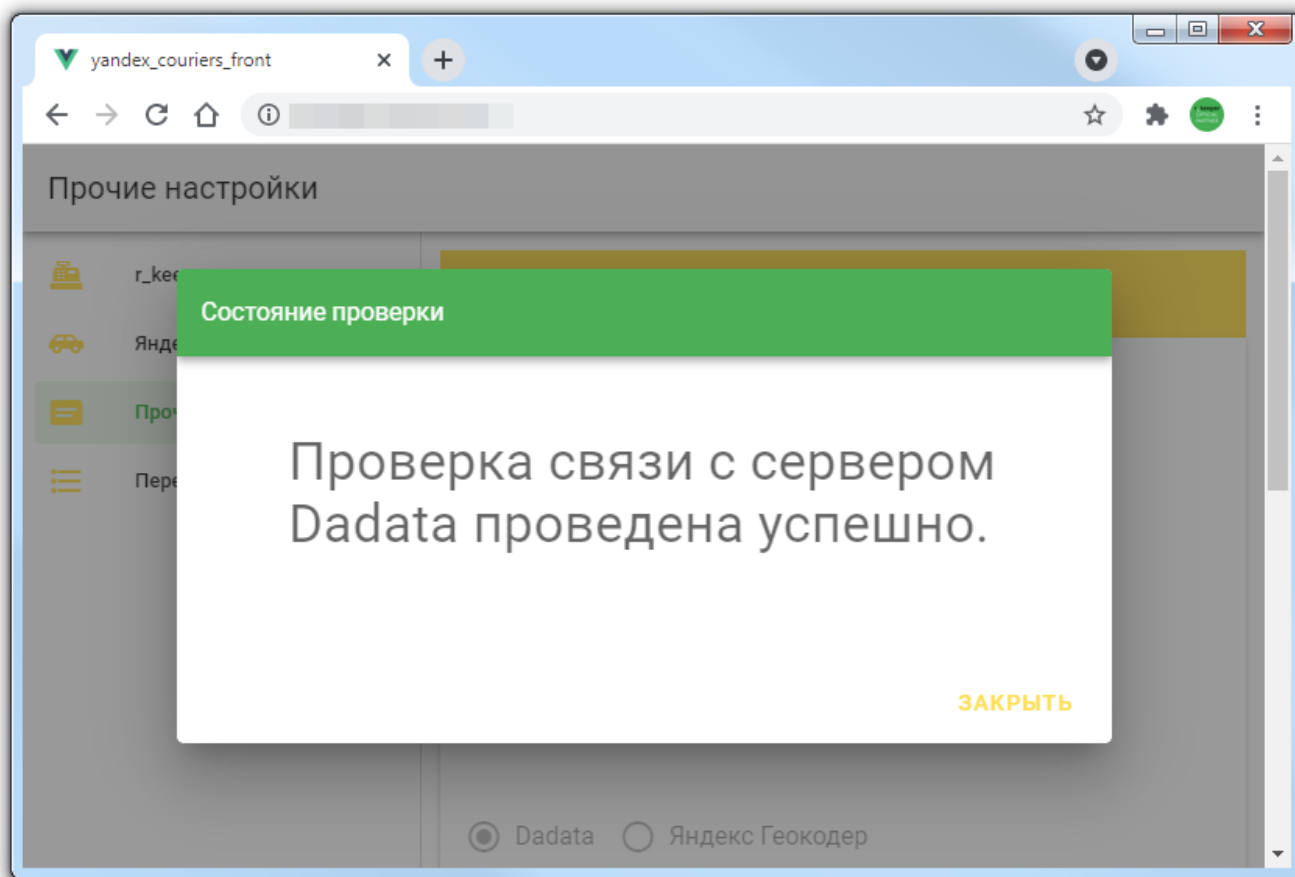 yandex_couriers_front
Прочие настройки
Состояние проверки
Проверка связи с сервером
Dadata проведена успешно.
ЗАКРЫТЬ
Dadata
Яндекс Геокодер